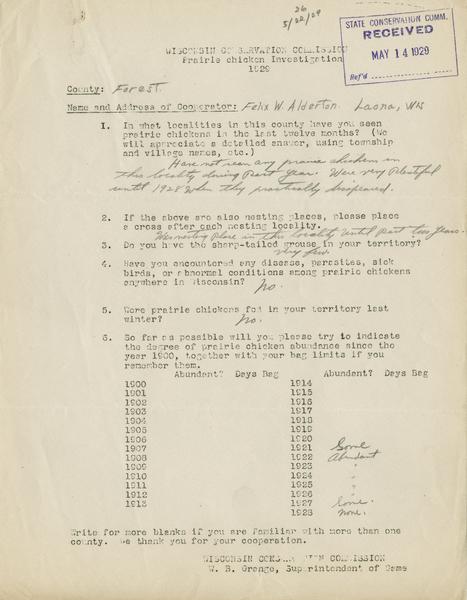 26
5/22/29
STATE CONSERVATION COMM.
RECEIVED
MAY 14 1929
Ref'd
WISCONSIN CONSERVATION COMMISSION
Prairie chicken Investigation
1929
County: Forest.
Name and Address of Cooperator: Felix W. Alderton. Laona, Wis
1. In what localities in this county have you seen
prairie chickens in the last twelve months? (We
will appreciate a detailed answer, using township
and village names, etc.)
Have not seen any prairie chickens in
this locality during past year. Were very plentiful
until 1928 when they practically disappeared.
2. If the above are also nesting places, please place
a cross after each nesting locality.
nesting place in this locality until past two years.
3. Do you have the sharp-tailed grouse in your territory?
very few.
4. Have you encountered any disease, parasites, sick
birds, or abnormal conditions among prairie chickens
anywhere in Wisconsin? No.
5. Were prairie chickens fed in your territory last
winter? No.
6. So far as possible will you please try to indicate
the degree of prairie chicken abundance since the
year 1900, together with your bag limits if you
remember them.
Abundant? Days Bag Abundant? Days Bag
1900 1914
1901 1915
1902 1916
1903 1917
1904 1918
1905 1919
1906 1920
1907 1921 Some
1908 1922 Abundant
1909 1923 "
1910 1924 "
1911 1925 "
1912 1926 "
1913 1927 Some.
1928 None.
Write for more blanks if you are familiar with more than one
county. We thank you for your cooperation.
WISCONSIN CONSERVATION COMMISSION
W. B. Grange, Superintendent of Game